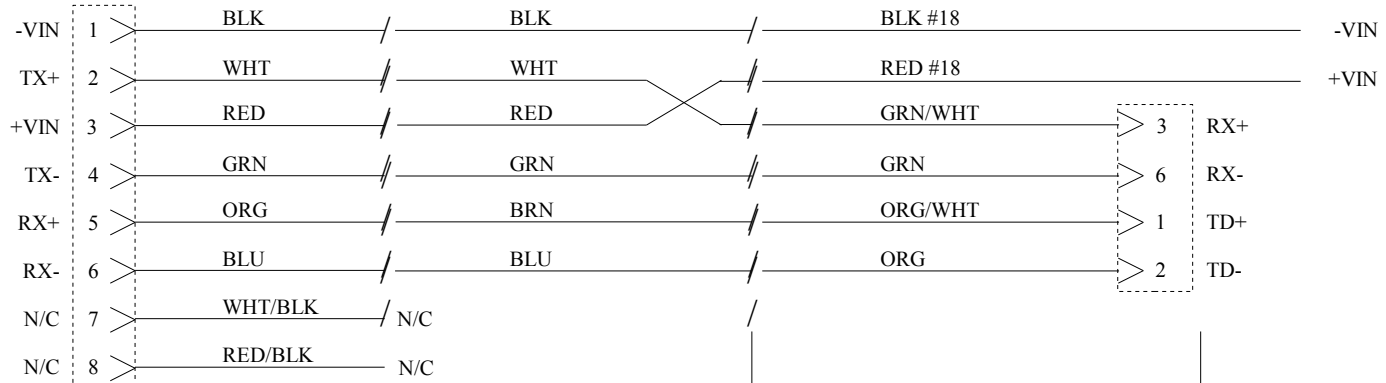 -VIN 1 BLK BLK BLK #18 -VIN
TX+ 2 WHT WHT RED #18 +VIN
+VIN 3 RED RED GRN/WHT 3 RX+
TX- 4 GRN GRN GRN 6 RX-
RX+ 5 ORG BRN ORG/WHT 1 TD+
RX- 6 BLU BLU ORG 2 TD-
N/C 7 WHT/BLK N/C
N/C 8 RED/BLK N/C